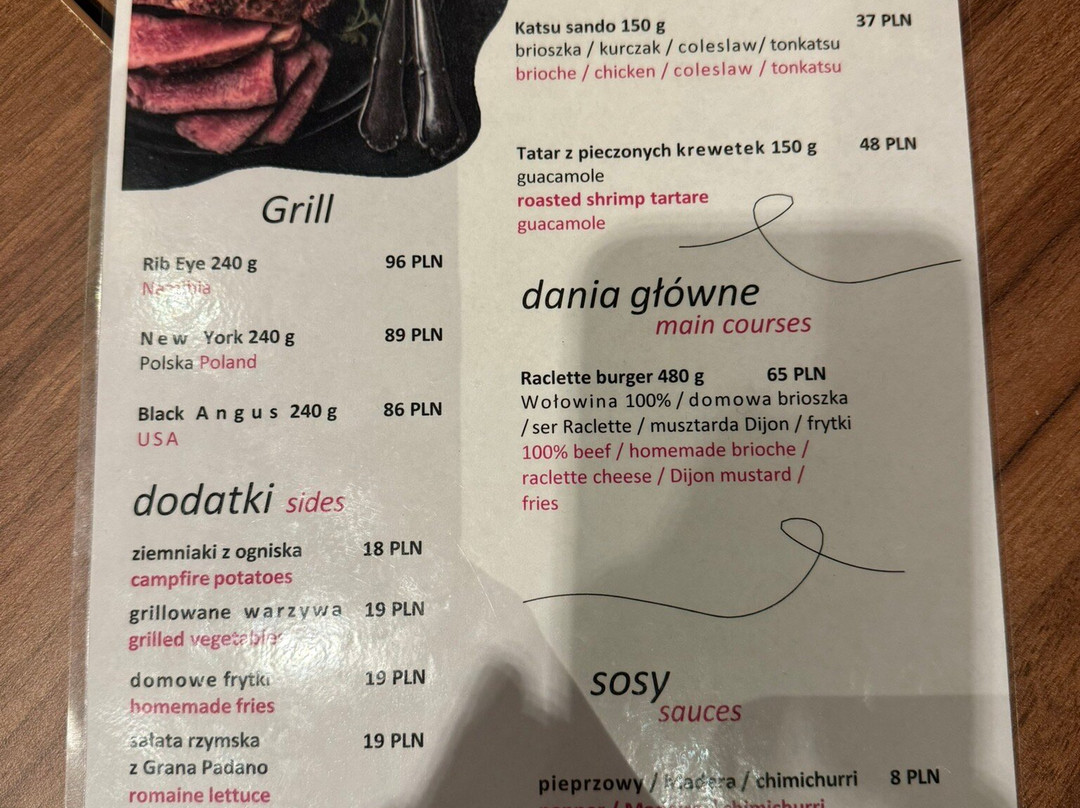 Grill
Rib Eye 240 g 96 PLN
New York 240 g 89 PLN
Polska Poland
Black Angus 240 g 86 PLN
USA
dodatki sides
ziemniaki z ogniska 18 PLN
campfire potatoes
grillowane warzywa 19 PLN
grilled vegetables
domowe frytki 19 PLN
homemade fries
sałata rzymska 19 PLN
z Grana Padano
romaine lettuce
Katsu sando 150 g 37 PLN
brioszka / kurczak / coleslaw/ tonkatsu
brioche / chicken / coleslaw / tonkatsu
Tatar z pieczonych krewetek 150 g 48 PLN
guacamole
roasted shrimp tartare
guacamole
dania główne
main courses
Raclette burger 480 g 65 PLN
Wołowina 100% / domowa brioszka
/ ser Raclette / musztarda Dijon / frytki
100% beef / homemade brioche /
raclette cheese / Dijon mustard /
fries
sosy
sauces
pieprzowy / Madera / chimichurri 8 PLN
chimichurri